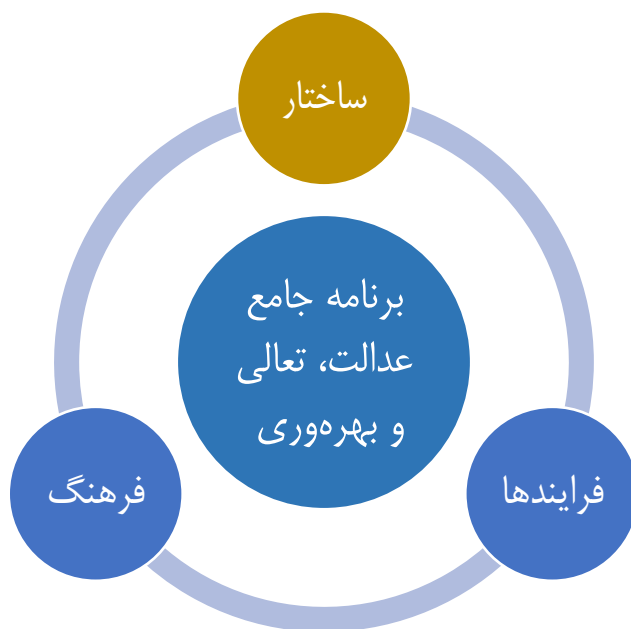 ساختار
برنامه جامع
عدالت، تعالی
و بهره‌وری
فرهنگ
فرایندها